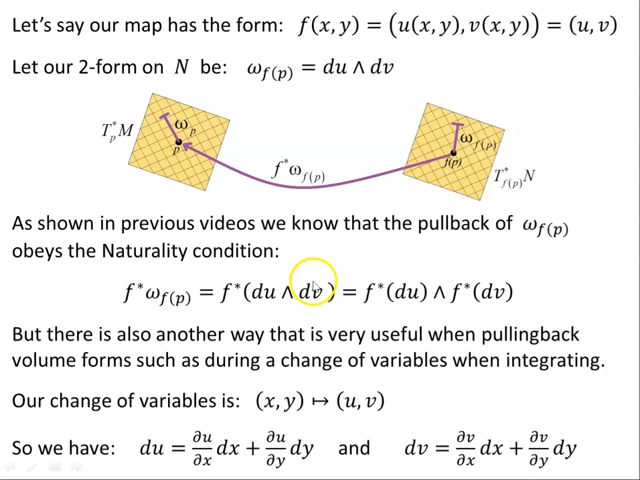 Let's say our map has the form: f(x, y) = (u(x, y), v(x, y)) = (u, v)
Let our 2-form on N be: ω_{f(p)} = du ∧ dv
T*_pM ω_p p f*ω_{f(p)} ω_{f(p)} f(p) T*_{f(p)}N
As shown in previous videos we know that the pullback of ω_{f(p)}
obeys the Naturality condition:
f*ω_{f(p)} = f*(du ∧ dv) = f*(du) ∧ f*(dv)
But there is also another way that is very useful when pullingback
volume forms such as during a change of variables when integrating.
Our change of variables is: (x, y) ↦ (u, v)
So we have: du = ∂u/∂x dx + ∂u/∂y dy and dv = ∂v/∂x dx + ∂v/∂y dy